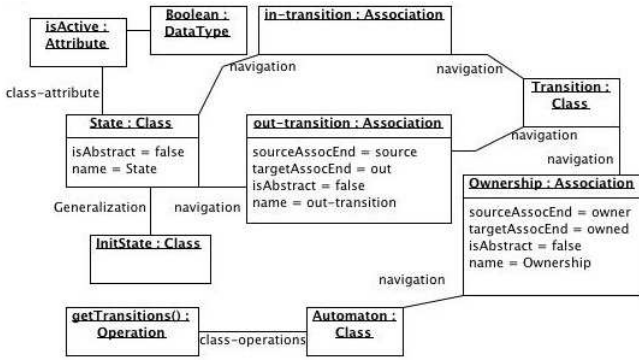 isActive :
Attribute
Boolean :
DataType
in-transition : Association
navigation
navigation
class-attribute
Transition :
Class
State : Class
isAbstract = false
name = State
out-transition : Association
sourceAssocEnd = source
targetAssocEnd = out
isAbstract = false
name = out-transition
navigation
navigation
Generalization
navigation
Ownership : Association
sourceAssocEnd = owner
targetAssocEnd = owned
isAbstract = false
name = Ownership
InitState : Class
navigation
getTransitions() :
Operation
class-operations
Automaton :
Class